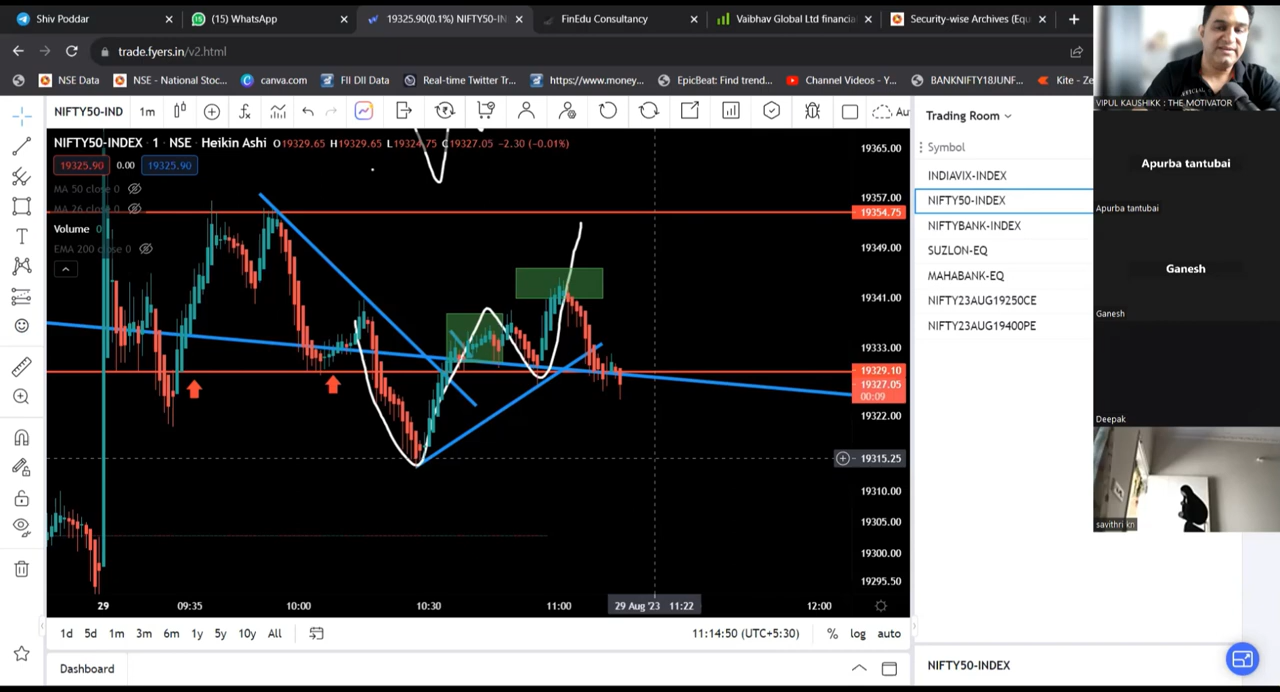 Shiv Poddar
(15) WhatsApp
19325.90(0.1%) NIFTY50-IN
FinEdu Consultancy
Vaibhav Global Ltd financia
Security-wise Archives (Equ
trade.fyers.in/v2.html
NSE Data
NSE - National Stoc...
canva.com
FII DII Data
Real-time Twitter Tr...
https://www.money...
EpicBeat: Find trend...
Channel Videos - Y...
BANKNIFTY18JUNF...
Kite - Ze
NIFTY50-IND
1m
Au
NIFTY50-INDEX · 1 · NSE · Heikin Ashi O19329.65 H19329.65 L19324.75 C19327.05 -2.30 (-0.01%)
19325.90 0.00 19325.90
MA 50 close 0
MA 26 close 0
Volume 0
EMA 200 close 0
19365.00
19357.00
19354.75
19349.00
19341.00
19333.00
19329.10
19327.05
00:09
19322.00
19315.25
19310.00
19305.00
19300.00
19295.50
29
09:35
10:00
10:30
11:00
29 Aug '23 11:22
12:00
1d 5d 1m 3m 6m 1y 5y 10y All
11:14:50 (UTC+5:30)
% log auto
Dashboard
Trading Room
Symbol
INDIAVIX-INDEX
NIFTY50-INDEX
NIFTYBANK-INDEX
SUZLON-EQ
MAHABANK-EQ
NIFTY23AUG19250CE
NIFTY23AUG19400PE
NIFTY50-INDEX
VIPUL KAUSHIKK : THE MOTIVATOR
Apurba tantubai
Apurba tantubai
Ganesh
Ganesh
Deepak
savithri kn